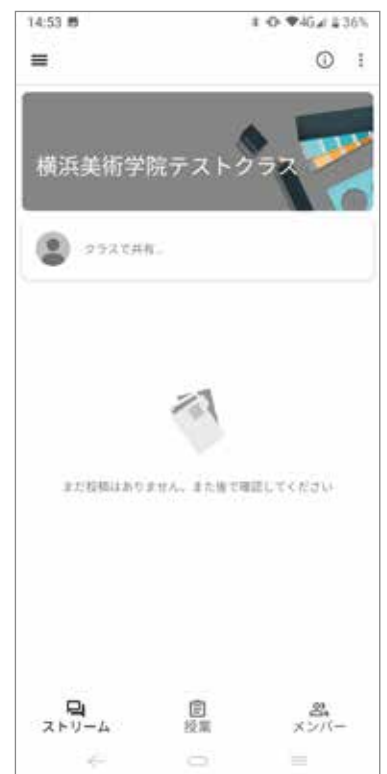 14:53
4G 36%
横浜美術学院テストクラス
クラスで共有...
まだ投稿はありません。また後で確認してください
ストリーム 授業 メンバー